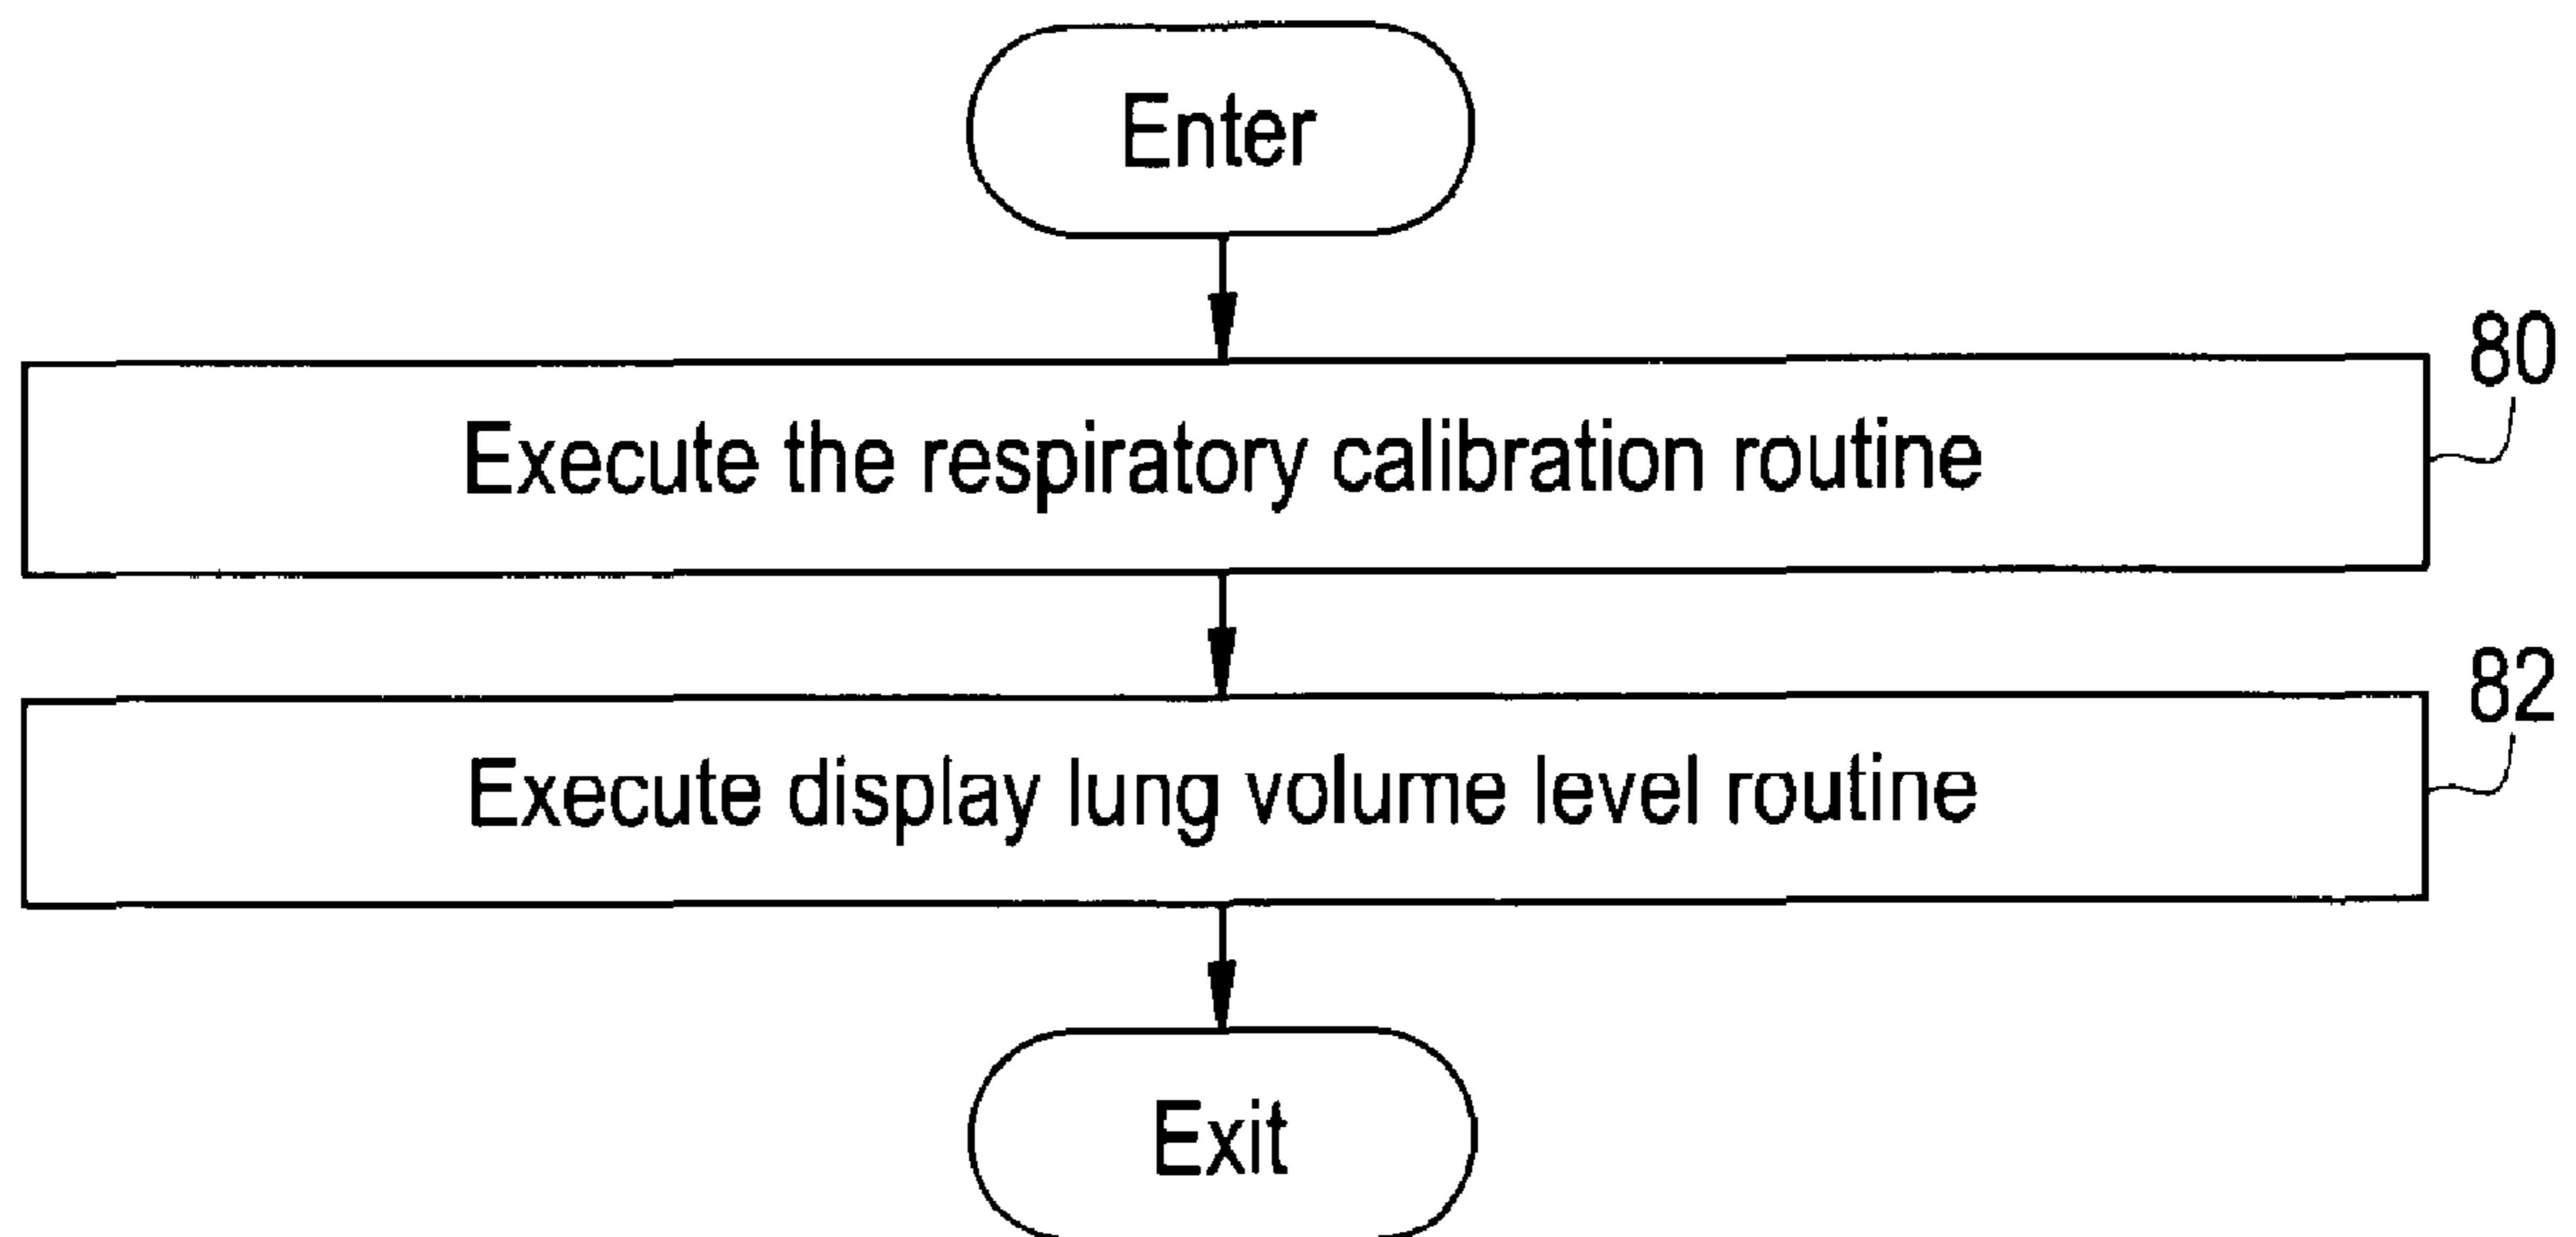 Enter
80
Execute the respiratory calibration routine
82
Execute display lung volume level routine
Exit